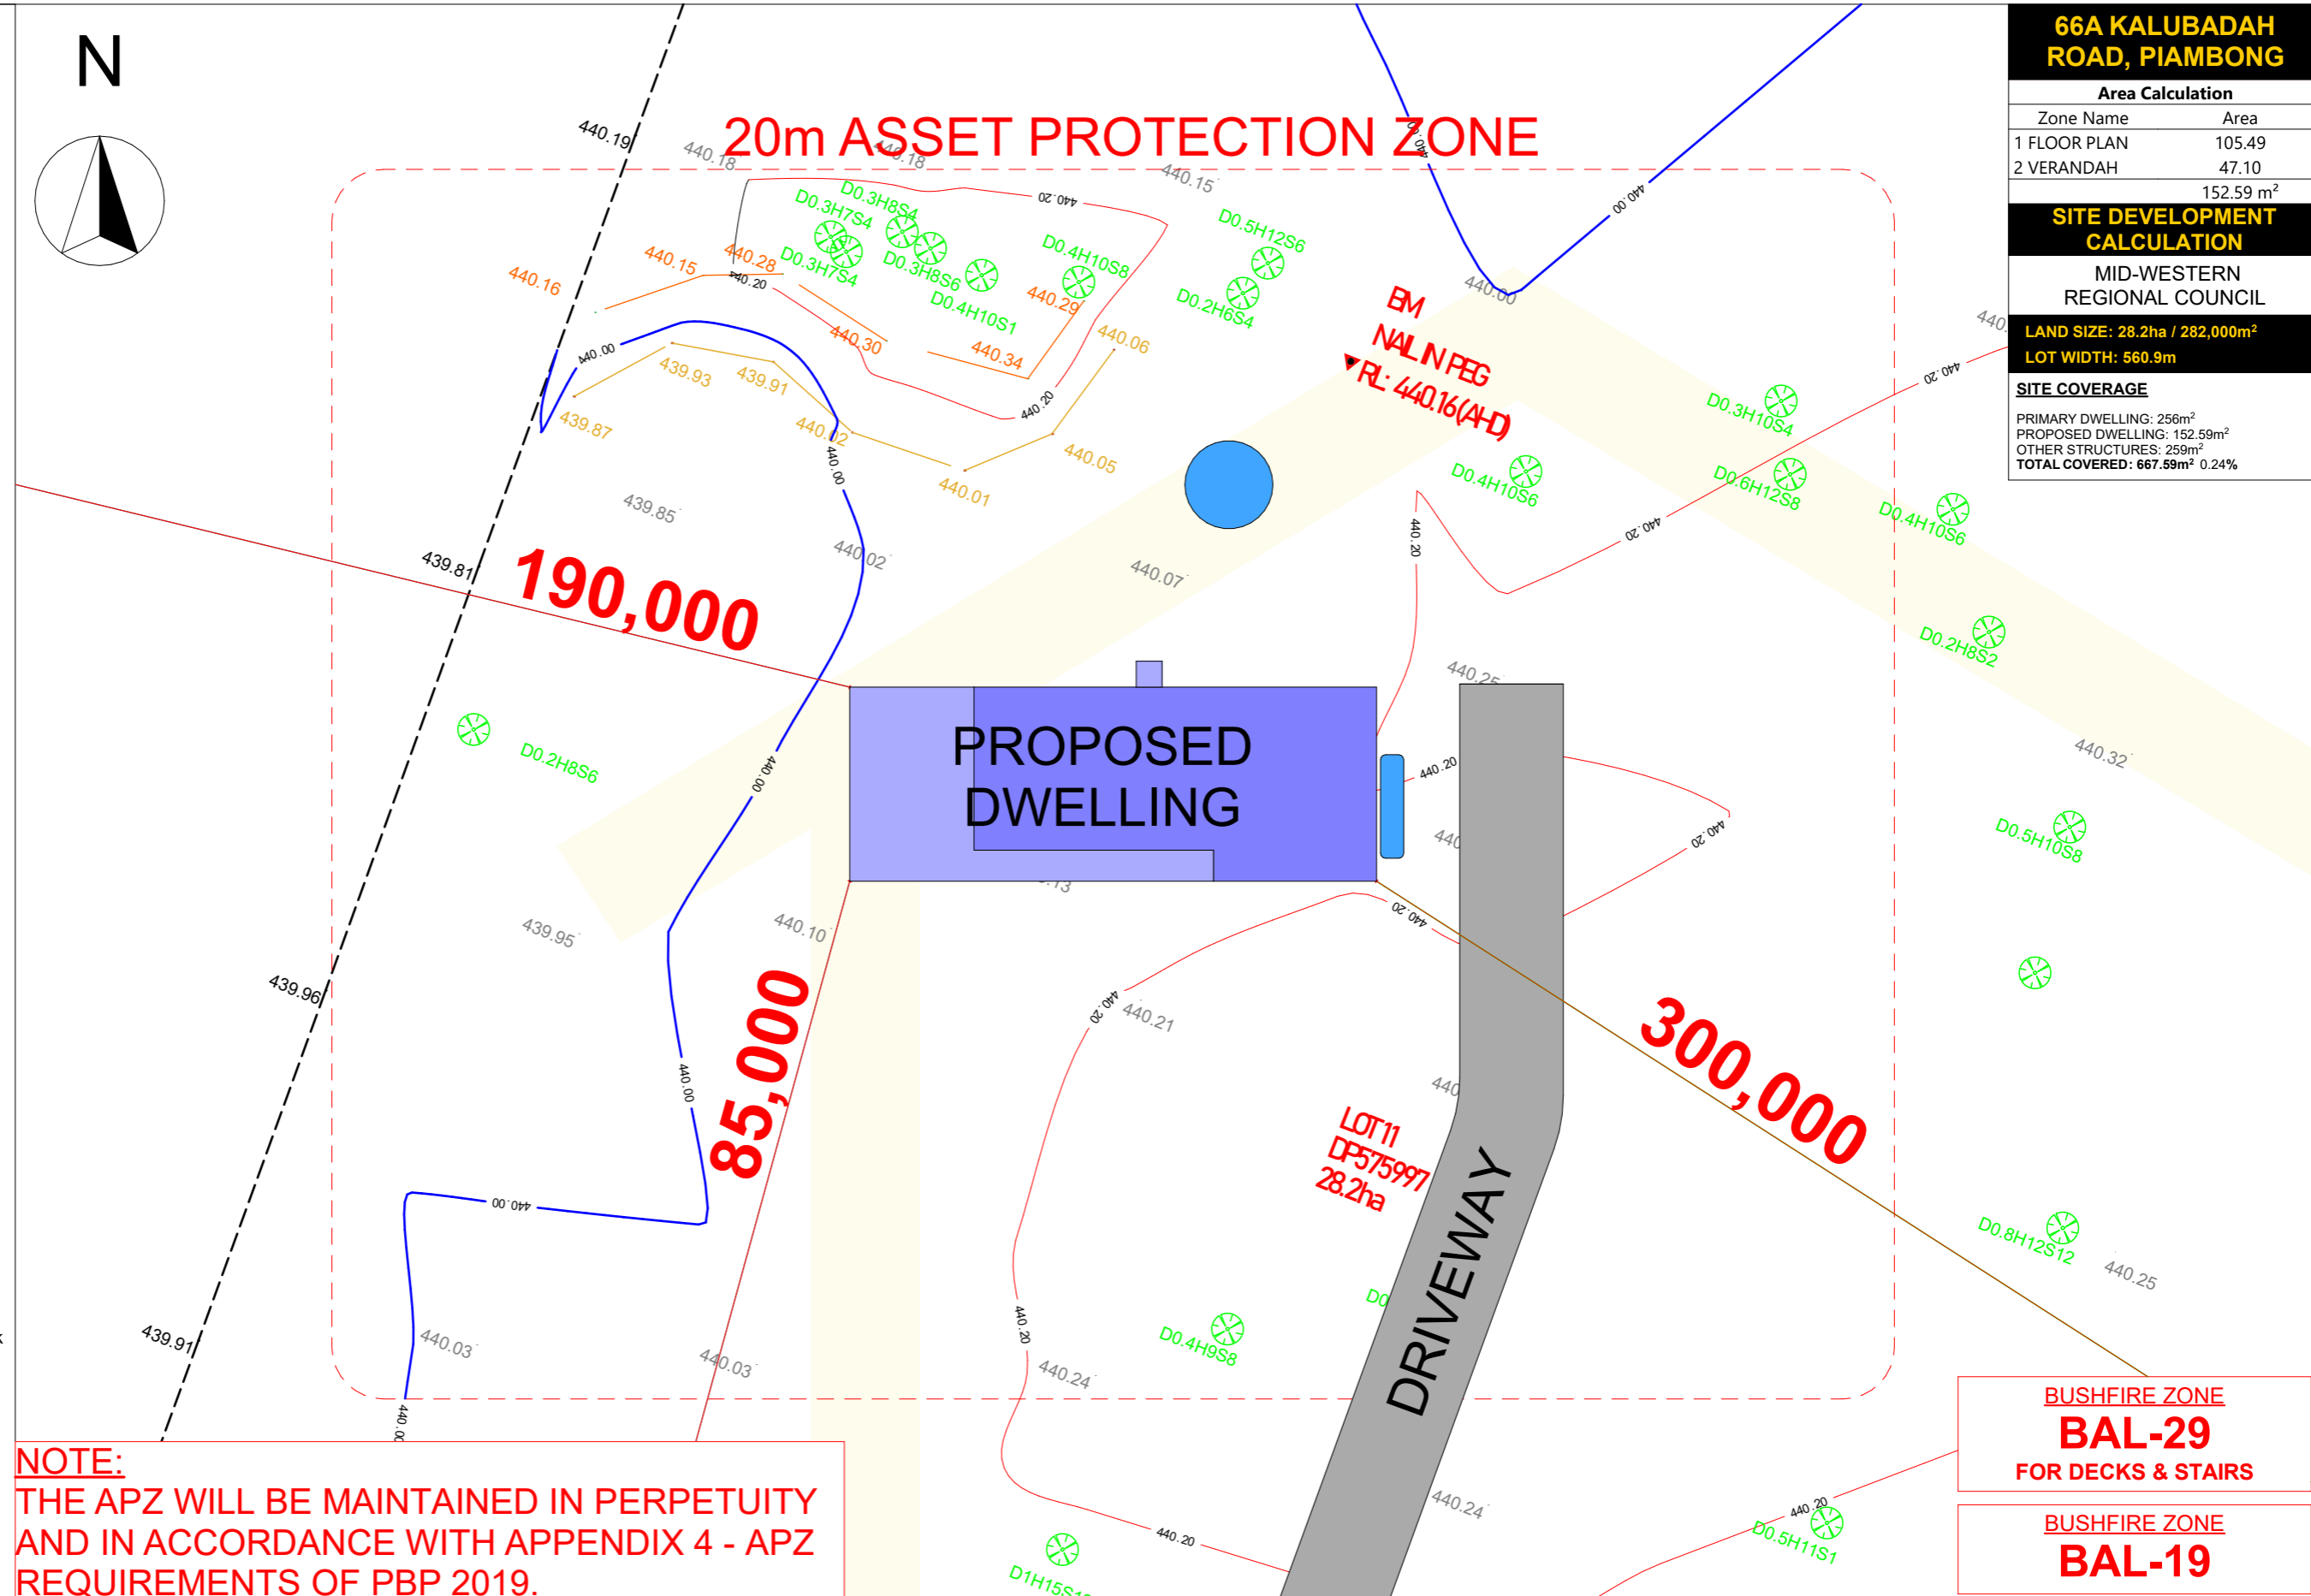 N
20m ASSET PROTECTION ZONE
66A KALUBADAH
ROAD, PIAMBONG
Area Calculation
Zone Name Area
1 FLOOR PLAN 105.49
2 VERANDAH 47.10
152.59 m²
SITE DEVELOPMENT
CALCULATION
MID-WESTERN
REGIONAL COUNCIL
LAND SIZE: 28.2ha / 282,000m²
LOT WIDTH: 560.9m
SITE COVERAGE
PRIMARY DWELLING: 256m²
PROPOSED DWELLING: 152.59m²
OTHER STRUCTURES: 259m²
TOTAL COVERED: 667.59m² 0.24%
440.19
440.18
440.18
440.15
440.00
440.00
440.20
D0.3H8S4
D0.3H7S4
D0.3H7S4
D0.3H8S6
D0.4H10S1
D0.4H10S8
D0.5H12S6
D0.2H6S4
440.16
440.15
440.28
440.20
440.30
440.34
440.29
440.06
440.00
439.93
439.91
439.87
440.02
440.01
440.05
440.20
440.00
BM
NAIL IN PEG
RL: 440.16(AHD)
440.00
440.20
D0.3H10S4
D0.4H10S6
D0.6H12S8
D0.4H10S6
440.20
440.20
439.85
440.02
440.07
439.81
190,000
D0.2H8S2
440.25
440.32
D0.2H8S6
PROPOSED
DWELLING
440.00
440.20
440.20
D0.5H10S8
440.10
439.95
440.20
439.96
440.20
440.21
85,000
440.00
300,000
LOT 11
DP575997
28.2ha
DRIVEWAY
440.00
D0.8H12S12
440.25
439.91
440.03
440.03
440.20
440.24
D0.4H9S8
440.24
440.20
440.20
D0.5H11S1
NOTE:
THE APZ WILL BE MAINTAINED IN PERPETUITY
AND IN ACCORDANCE WITH APPENDIX 4 - APZ
REQUIREMENTS OF PBP 2019.
BUSHFIRE ZONE
BAL-29
FOR DECKS & STAIRS
BUSHFIRE ZONE
BAL-19